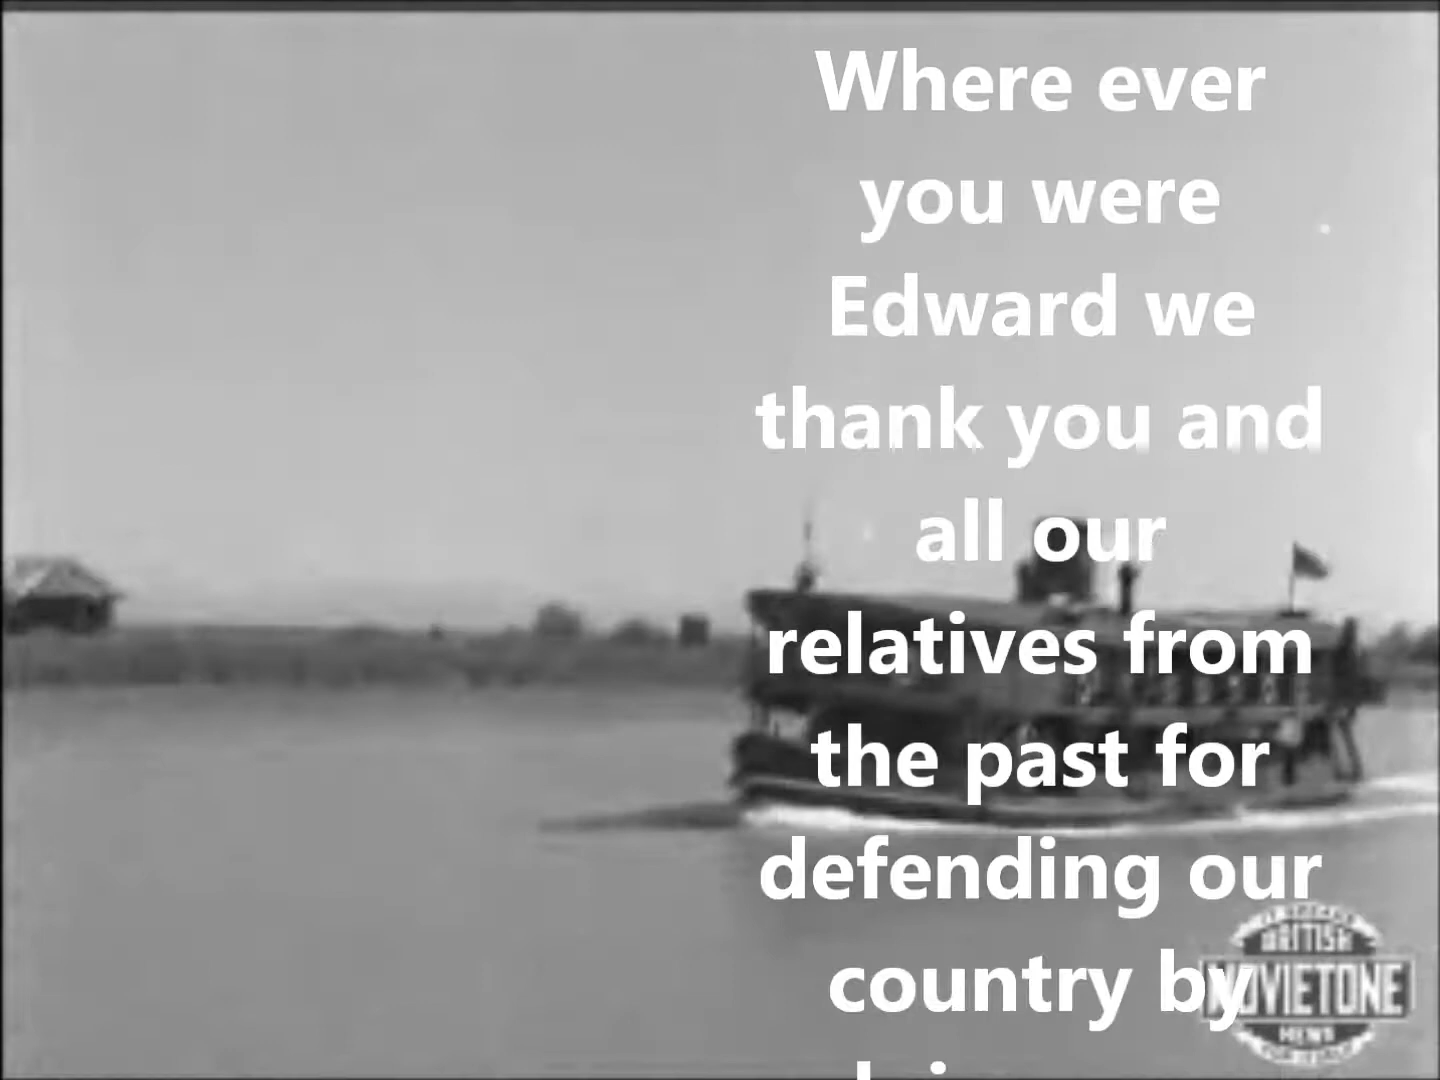 Where ever
you were
Edward we
thank you and
all our
relatives from
the past for
defending our
country by
BRITISH
MOVIETONE
NEWS